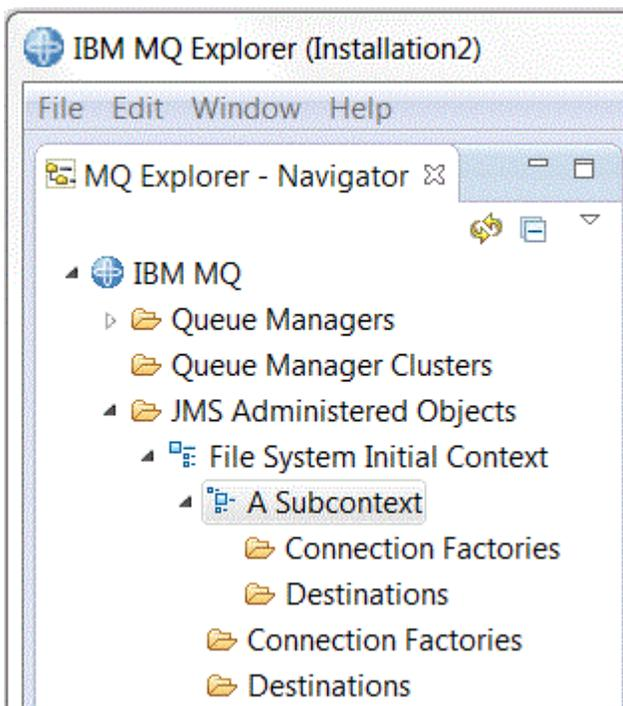 IBM MQ Explorer (Installation2)
File Edit Window Help
MQ Explorer - Navigator
IBM MQ
Queue Managers
Queue Manager Clusters
JMS Administered Objects
File System Initial Context
A Subcontext
Connection Factories
Destinations
Connection Factories
Destinations